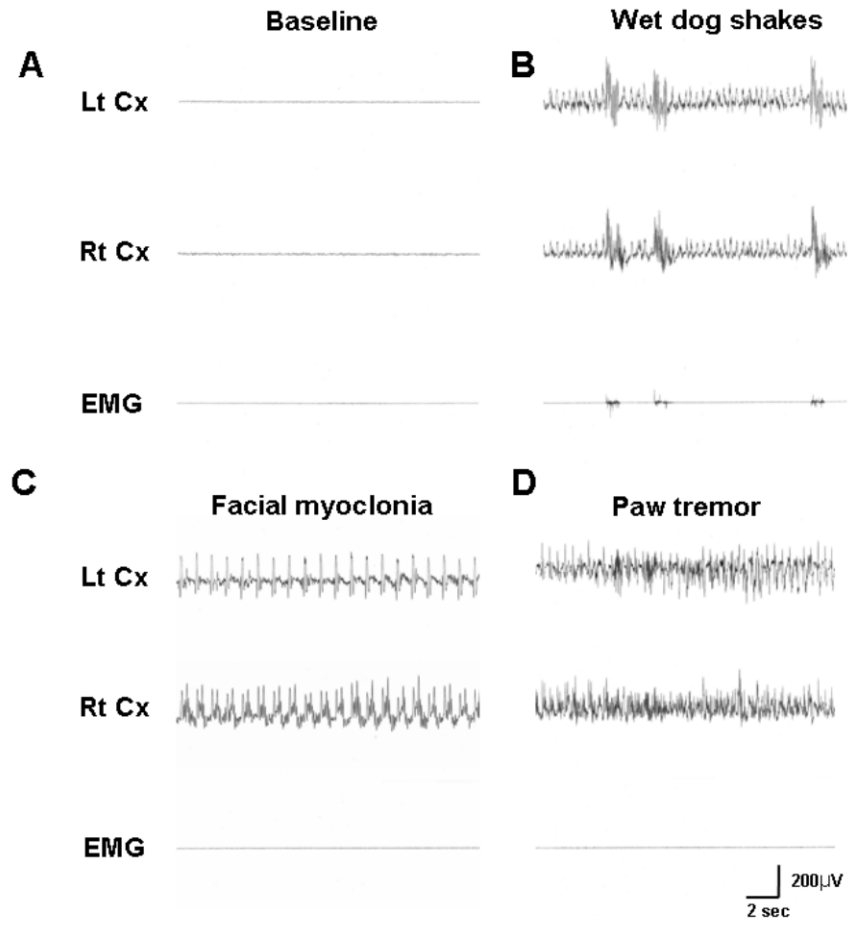 Baseline
Wet dog shakes
A
B
Lt Cx
Rt Cx
EMG
C
D
Facial myoclonia
Paw tremor
Lt Cx
Rt Cx
EMG
200μV
2 sec